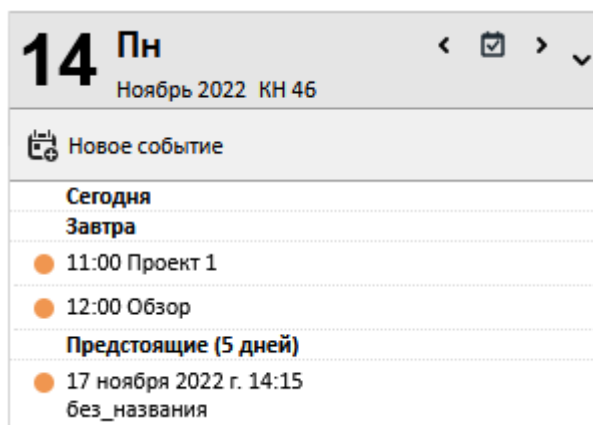 14 Пн
Ноябрь 2022 КН 46
Новое событие
Сегодня
Завтра
11:00 Проект 1
12:00 Обзор
Предстоящие (5 дней)
17 ноября 2022 г. 14:15
без_названия